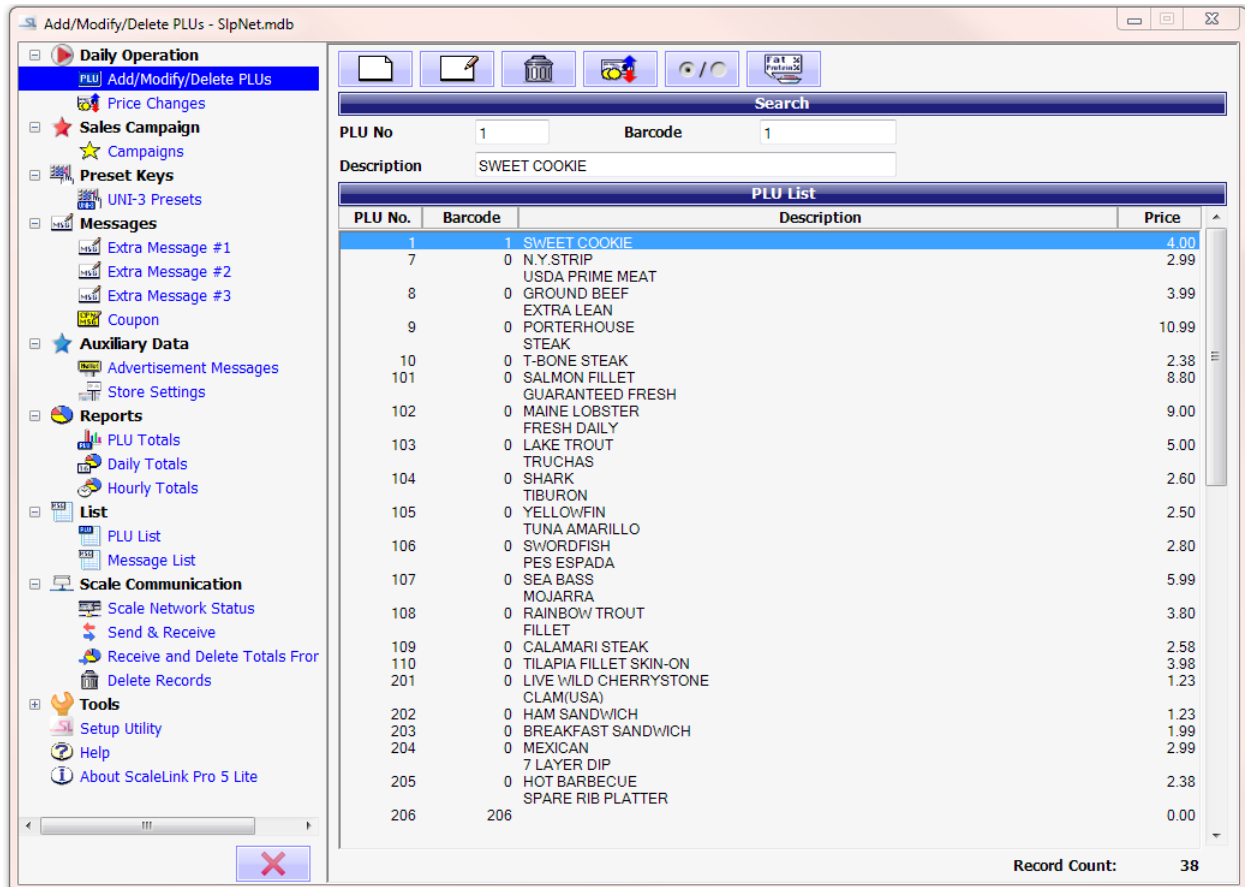 Add/Modify/Delete PLUs - SlpNet.mdb
Daily Operation
PLU Add/Modify/Delete PLUs
Price Changes
Sales Campaign
Campaigns
Preset Keys
UNI-3 Presets
Messages
Extra Message #1
Extra Message #2
Extra Message #3
Coupon
Auxiliary Data
Advertisement Messages
Store Settings
Reports
PLU Totals
Daily Totals
Hourly Totals
List
PLU List
Message List
Scale Communication
Scale Network Status
Send & Receive
Receive and Delete Totals Fror
Delete Records
Tools
Setup Utility
Help
About ScaleLink Pro 5 Lite
Search
PLU No 1 Barcode 1
Description SWEET COOKIE
PLU List
PLU No. Barcode Description Price
1 1 SWEET COOKIE 4.00
7 0 N.Y.STRIP 2.99
USDA PRIME MEAT
8 0 GROUND BEEF 3.99
EXTRA LEAN
9 0 PORTERHOUSE 10.99
STEAK
10 0 T-BONE STEAK 2.38
101 0 SALMON FILLET 8.80
GUARANTEED FRESH
102 0 MAINE LOBSTER 9.00
FRESH DAILY
103 0 LAKE TROUT 5.00
TRUCHAS
104 0 SHARK 2.60
TIBURON
105 0 YELLOWFIN 2.50
TUNA AMARILLO
106 0 SWORDFISH 2.80
PES ESPADA
107 0 SEA BASS 5.99
MOJARRA
108 0 RAINBOW TROUT 3.80
FILLET
109 0 CALAMARI STEAK 2.58
110 0 TILAPIA FILLET SKIN-ON 3.98
201 0 LIVE WILD CHERRYSTONE 1.23
CLAM(USA)
202 0 HAM SANDWICH 1.23
203 0 BREAKFAST SANDWICH 1.99
204 0 MEXICAN 2.99
7 LAYER DIP
205 0 HOT BARBECUE 2.38
SPARE RIB PLATTER
206 206 0.00
Record Count: 38